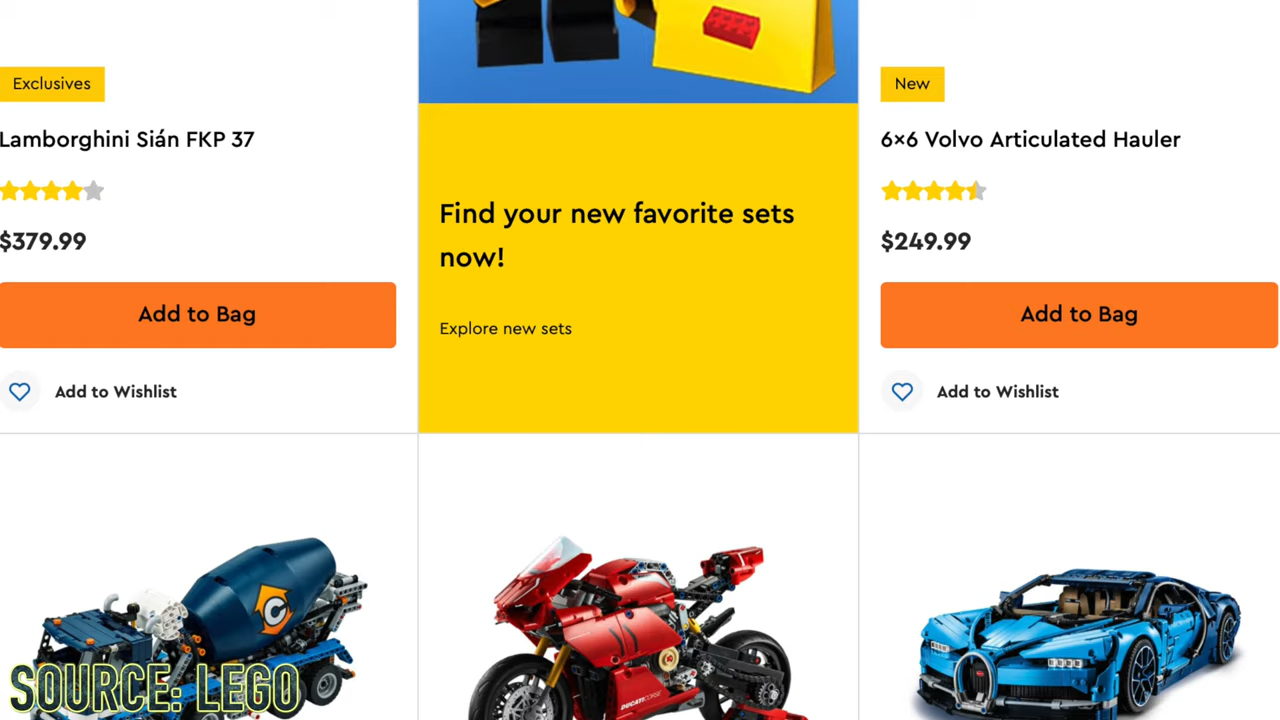 Exclusives
Lamborghini Sián FKP 37
$379.99
Add to Bag
Add to Wishlist
Find your new favorite sets
now!
Explore new sets
New
6×6 Volvo Articulated Hauler
$249.99
Add to Bag
Add to Wishlist
C
DUCATI CORSE
SOURCE: LEGO